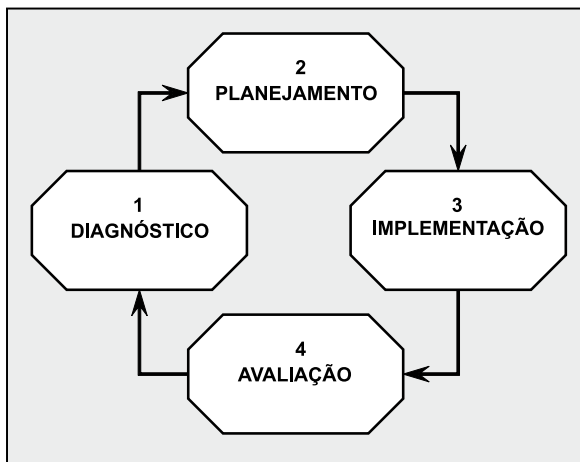 2
PLANEJAMENTO
1
DIAGNÓSTICO
3
IMPLEMENTAÇÃO
4
AVALIAÇÃO